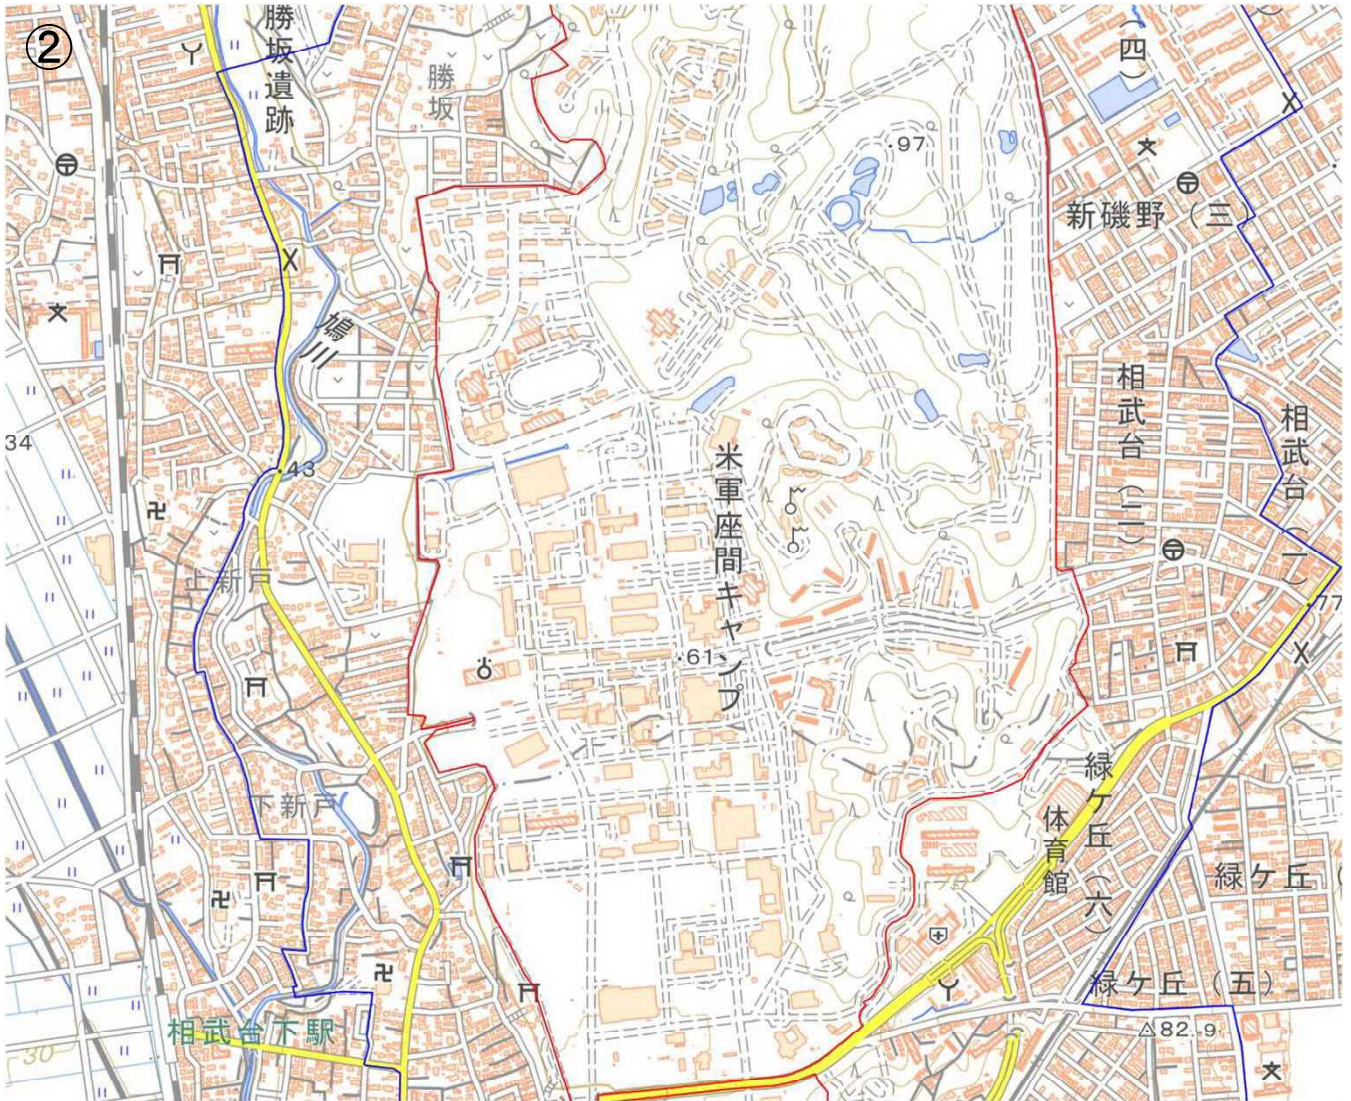 ②
勝坂遺跡
勝坂
(四)
・97
新磯野(三
鳩川
相武台(二)
相武台(一)
34
・43
米軍座間キャンプ
上新戸
・77
・61
緑ケ丘(六)
下新戸
体育館
緑ケ丘(
緑ケ丘(五)
相武台下駅
30
△82.9